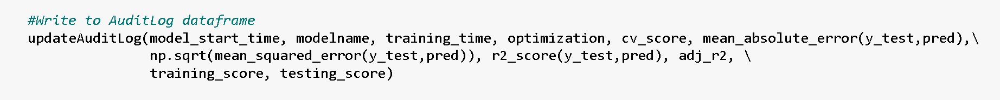 #Write to AuditLog dataframe
updateAuditLog(model_start_time, modelname, training_time, optimization, cv_score, mean_absolute_error(y_test,pred),\
np.sqrt(mean_squared_error(y_test,pred)), r2_score(y_test,pred), adj_r2, \
training_score, testing_score)